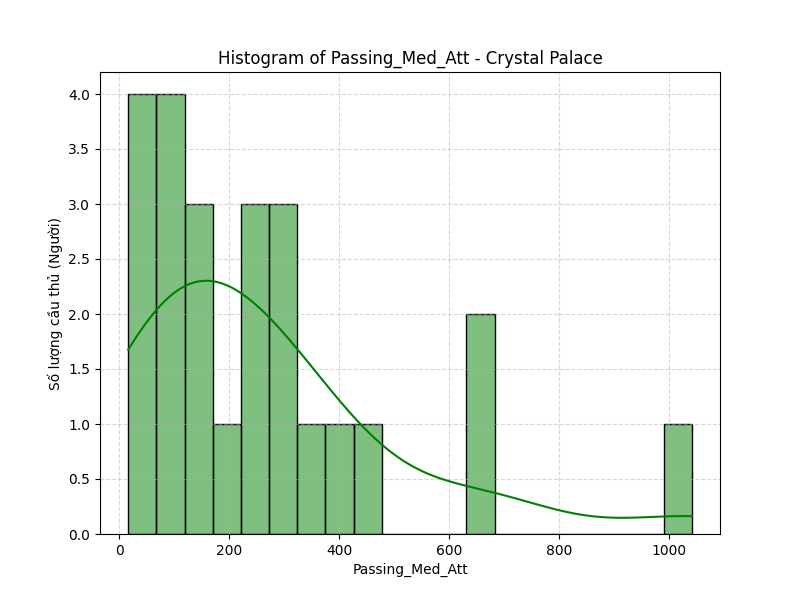 Histogram of Passing_Med_Att - Crystal Palace
4.0
3.5
3.0
2.5
2.0
1.5
1.0
0.5
0.0
Số lượng cầu thủ (Người)
0 200 400 600 800 1000
Passing_Med_Att